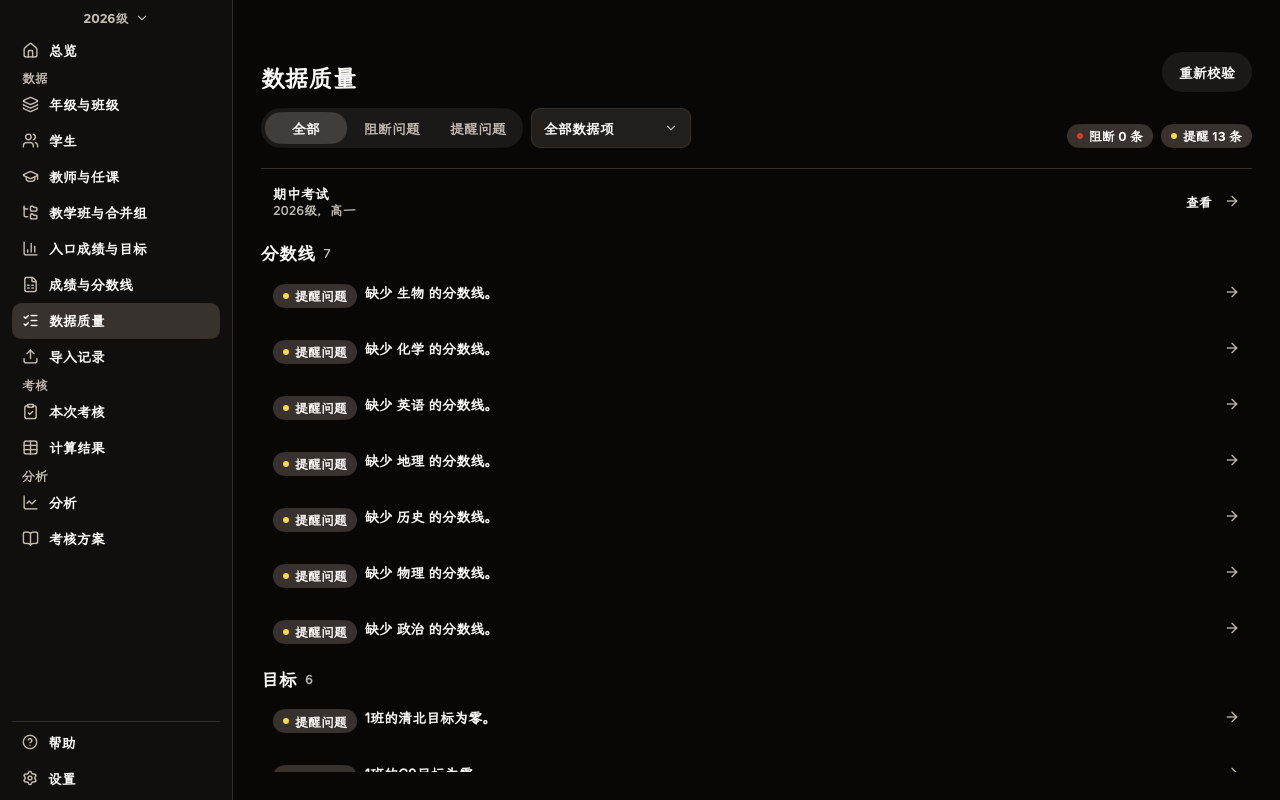 2026级
总览
数据
年级与班级
学生
教师与任课
教学班与合并组
入口成绩与目标
成绩与分数线
数据质量
导入记录
考核
本次考核
计算结果
分析
分析
考核方案
帮助
设置
数据质量
重新校验
全部
阻断问题
提醒问题
全部数据项
阻断 0 条
提醒 13 条
期中考试
2026级，高一
查看
分数线 7
提醒问题 缺少 生物 的分数线。
提醒问题 缺少 化学 的分数线。
提醒问题 缺少 英语 的分数线。
提醒问题 缺少 地理 的分数线。
提醒问题 缺少 历史 的分数线。
提醒问题 缺少 物理 的分数线。
提醒问题 缺少 政治 的分数线。
目标 6
提醒问题 1班的清北目标为零。